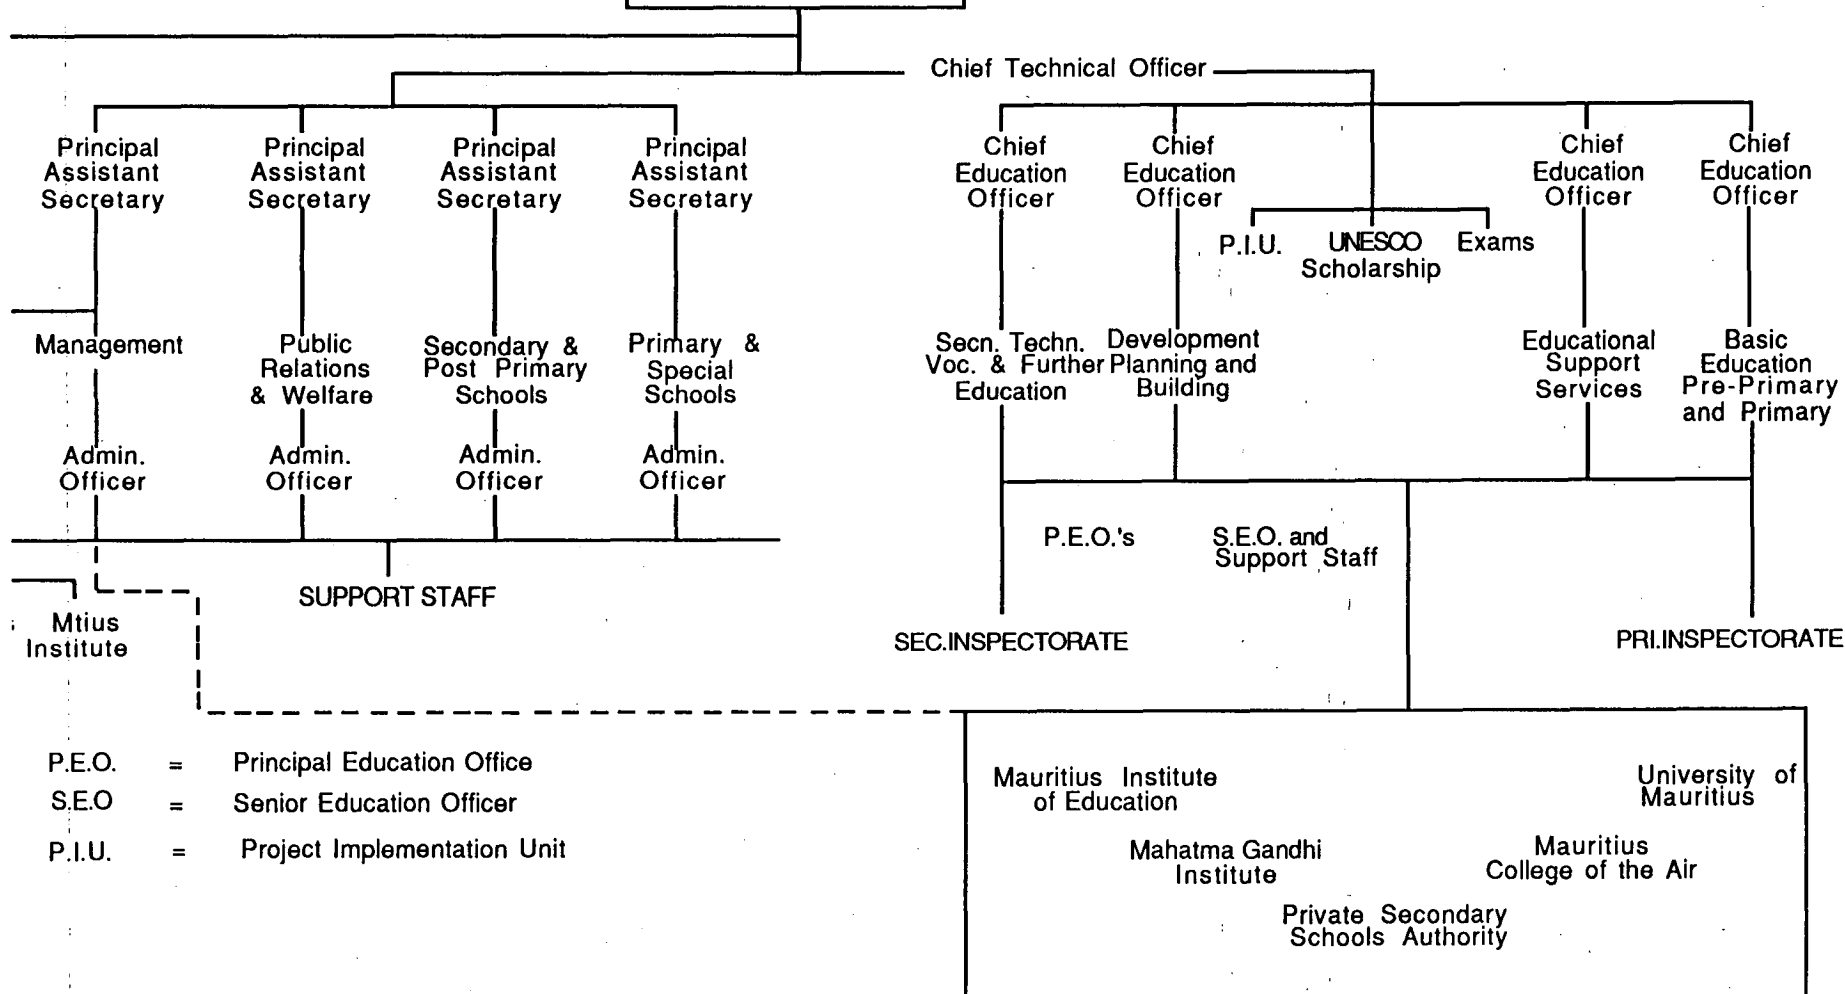 Chief Technical Officer
Principal
Assistant
Secretary
Principal
Assistant
Secretary
Principal
Assistant
Secretary
Principal
Assistant
Secretary
Chief
Education
Officer
Chief
Education
Officer
P.I.U.
UNESCO
Scholarship
Exams
Chief
Education
Officer
Chief
Education
Officer
Management
Public
Relations
& Welfare
Secondary &
Post Primary
Schools
Primary &
Special
Schools
Secn. Techn.
Voc. & Further
Education
Development
Planning and
Building
Educational
Support
Services
Basic
Education
Pre-Primary
and Primary
Admin.
Officer
Admin.
Officer
Admin.
Officer
Admin.
Officer
P.E.O.'s
S.E.O. and
Support Staff
SUPPORT STAFF
Mtius
Institute
SEC.INSPECTORATE
PRI.INSPECTORATE
P.E.O. = Principal Education Office
S.E.O = Senior Education Officer
P.I.U. = Project Implementation Unit
Mauritius Institute
of Education
University of
Mauritius
Mahatma Gandhi
Institute
Mauritius
College of the Air
Private Secondary
Schools Authority